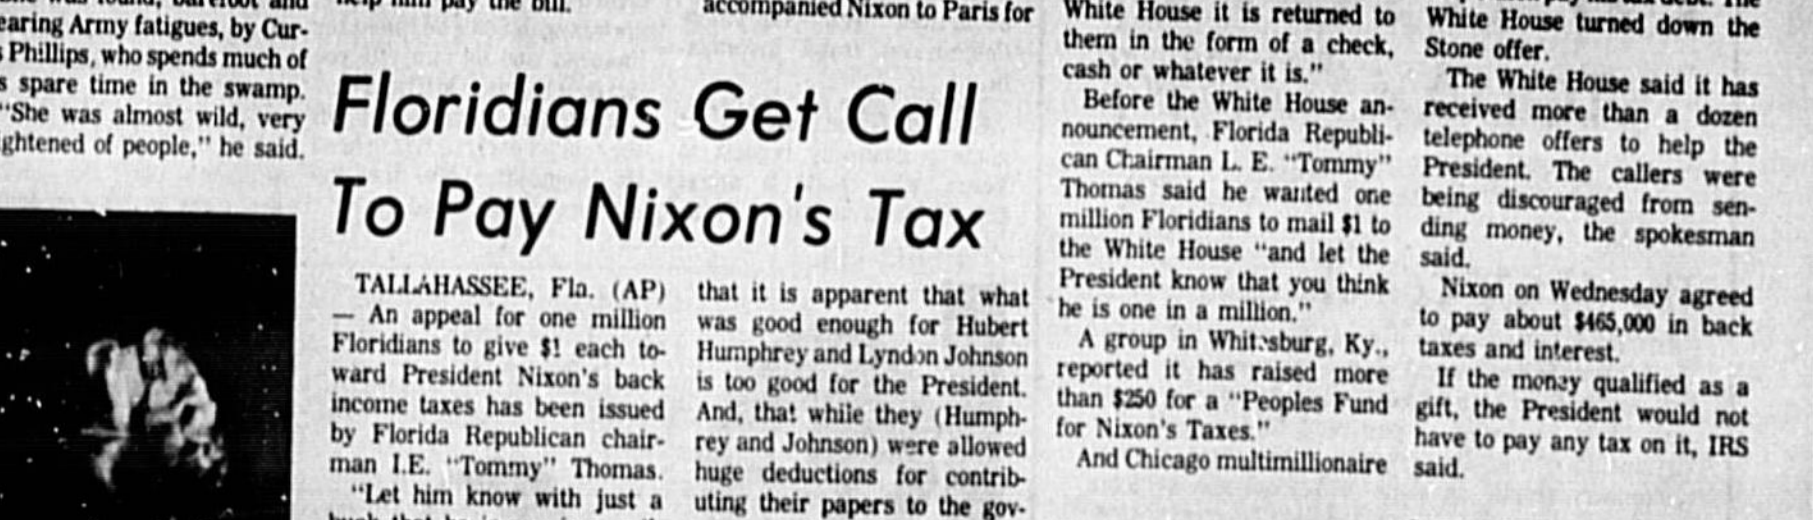 earing Army fatigues, by Cur-
Phillips, who spends much of
s spare time in the swamp.
"She was almost wild, very
ghtened of people," he said.
help him pay the bill.
accompanied Nixon to Paris for
Floridians Get Call
To Pay Nixon's Tax
TALLAHASSEE, Fla. (AP)
— An appeal for one million
Floridians to give $1 each to-
ward President Nixon's back
income taxes has been issued
by Florida Republican chair-
man I.E. "Tommy" Thomas.
"Let him know with just a
that it is apparent that what
was good enough for Hubert
Humphrey and Lyndon Johnson
is too good for the President.
And, that while they (Humph-
rey and Johnson) were allowed
huge deductions for contrib-
uting their papers to the gov-
White House it is returned to
them in the form of a check,
cash or whatever it is."
Before the White House an-
nouncement, Florida Republi-
can Chairman L. E. "Tommy"
Thomas said he wanted one
million Floridians to mail $1 to
the White House "and let the
President know that you think
he is one in a million."
A group in Whitesburg, Ky.,
reported it has raised more
than $250 for a "Peoples Fund
for Nixon's Taxes."
And Chicago multimillionaire
White House turned down the
Stone offer.
The White House said it has
received more than a dozen
telephone offers to help the
President. The callers were
being discouraged from sen-
ding money, the spokesman
said.
Nixon on Wednesday agreed
to pay about $465,000 in back
taxes and interest.
If the money qualified as a
gift, the President would not
have to pay any tax on it, IRS
said.